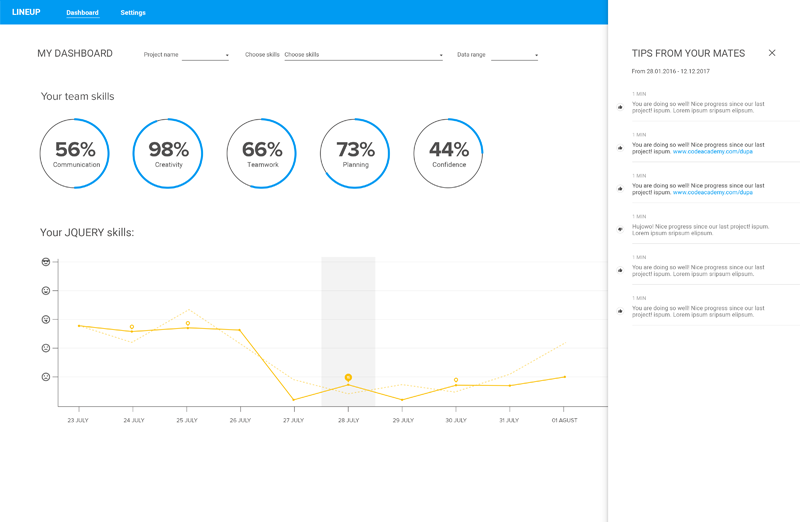 LINEUP Dashboard Settings
MY DASHBOARD Project name Choose skills Choose skills Data range
Your team skills
56% 98% 66% 73% 44%
Communication Creativity Teamwork Planning Confidence
Your JQUERY skills:
23 JULY 24 JULY 25 JULY 26 JULY 27 JULY 28 JULY 29 JULY 30 JULY 31 JULY 01 AGUST
TIPS FROM YOUR MATES
From 28.01.2016 - 12.12.2017
1 MIN
You are doing so well! Nice progress since our last
project! ispum. Lorem ipsum sripsum elipsum.
1 MIN
You are doing so well! Nice progress since our last
project! ispum. www.codeacademy.com/dupa
1 MIN
You are doing so well! Nice progress since our last
project! ispum. www.codeacademy.com/dupa
1 MIN
Hujowo! Nice progress since our last project! ispum.
Lorem ipsum sripsum elipsum.
1 MIN
You are doing so well! Nice progress since our last
project! ispum. Lorem ipsum sripsum elipsum.
1 MIN
You are doing so well! Nice progress since our last
project! ispum. Lorem ipsum sripsum elipsum.